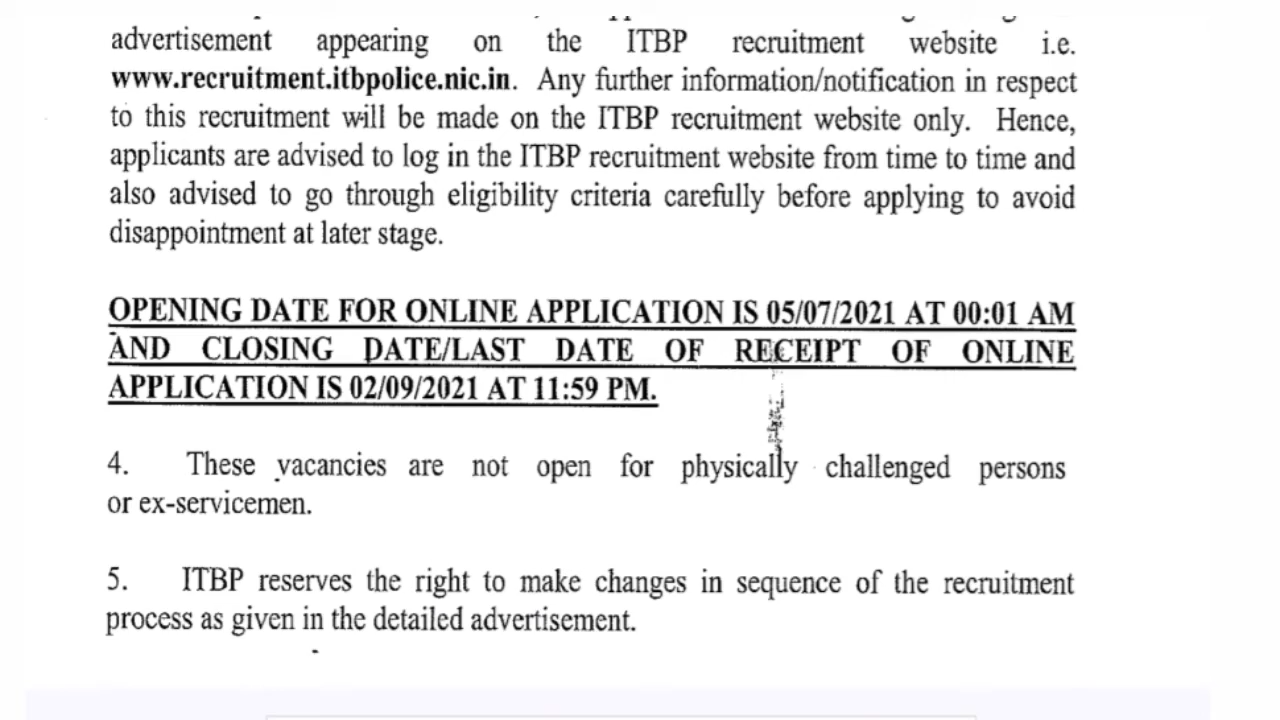 advertisement appearing on the ITBP recruitment website i.e.
www.recruitment.itbpolice.nic.in. Any further information/notification in respect
to this recruitment will be made on the ITBP recruitment website only. Hence,
applicants are advised to log in the ITBP recruitment website from time to time and
also advised to go through eligibility criteria carefully before applying to avoid
disappointment at later stage.
OPENING DATE FOR ONLINE APPLICATION IS 05/07/2021 AT 00:01 AM
AND CLOSING DATE/LAST DATE OF RECEIPT OF ONLINE
APPLICATION IS 02/09/2021 AT 11:59 PM.
4. These vacancies are not open for physically challenged persons
or ex-servicemen.
5. ITBP reserves the right to make changes in sequence of the recruitment
process as given in the detailed advertisement.